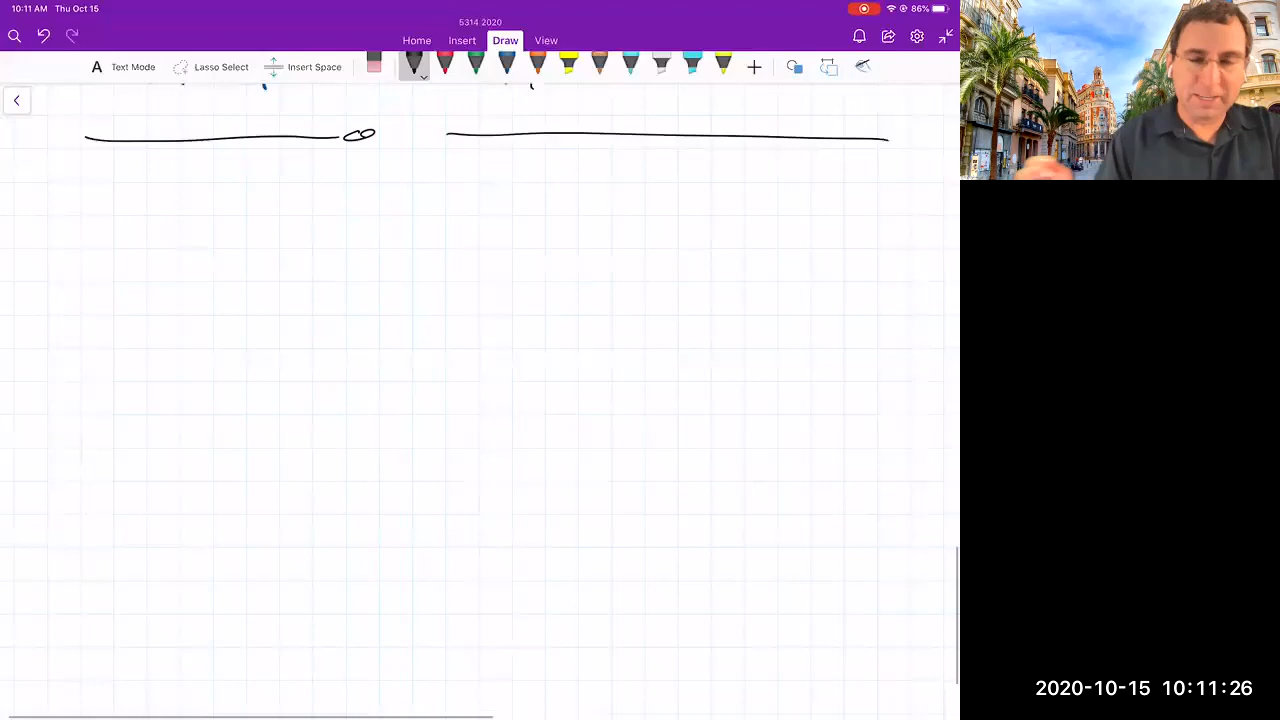 10:11 AM Thu Oct 15
86%
5314 2020
Home Insert Draw View
A Text Mode Lasso Select Insert Space
2020-10-15 10:11:26